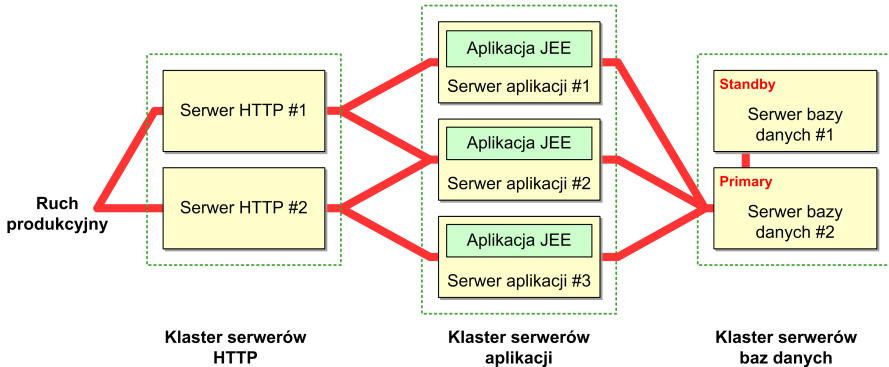 Ruch
produkcyjny
Serwer HTTP #1
Serwer HTTP #2
Klaster serwerów
HTTP
Aplikacja JEE
Serwer aplikacji #1
Aplikacja JEE
Serwer aplikacji #2
Aplikacja JEE
Serwer aplikacji #3
Klaster serwerów
aplikacji
Standby
Serwer bazy
danych #1
Primary
Serwer bazy
danych #2
Klaster serwerów
baz danych